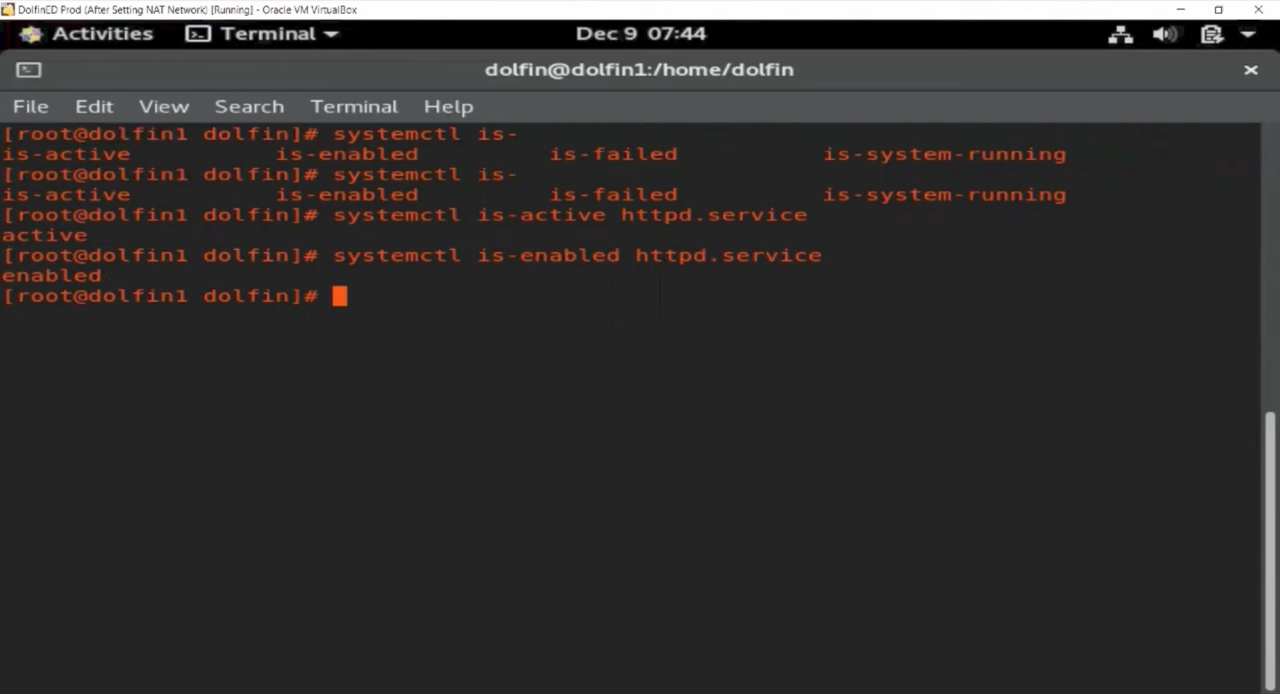 DolfinED Prod (After Setting NAT Network) [Running] - Oracle VM VirtualBox
Activities Terminal Dec 9 07:44
dolfin@dolfin1:/home/dolfin
File Edit View Search Terminal Help
[root@dolfin1 dolfin]# systemctl is-
is-active is-enabled is-failed is-system-running
[root@dolfin1 dolfin]# systemctl is-
is-active is-enabled is-failed is-system-running
[root@dolfin1 dolfin]# systemctl is-active httpd.service
active
[root@dolfin1 dolfin]# systemctl is-enabled httpd.service
enabled
[root@dolfin1 dolfin]#